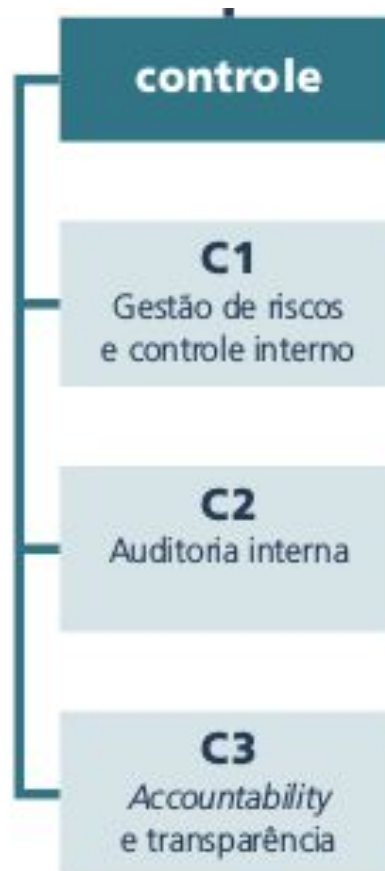 controle
C1
Gestão de riscos
e controle interno
C2
Auditoria interna
C3
Accountability
e transparência